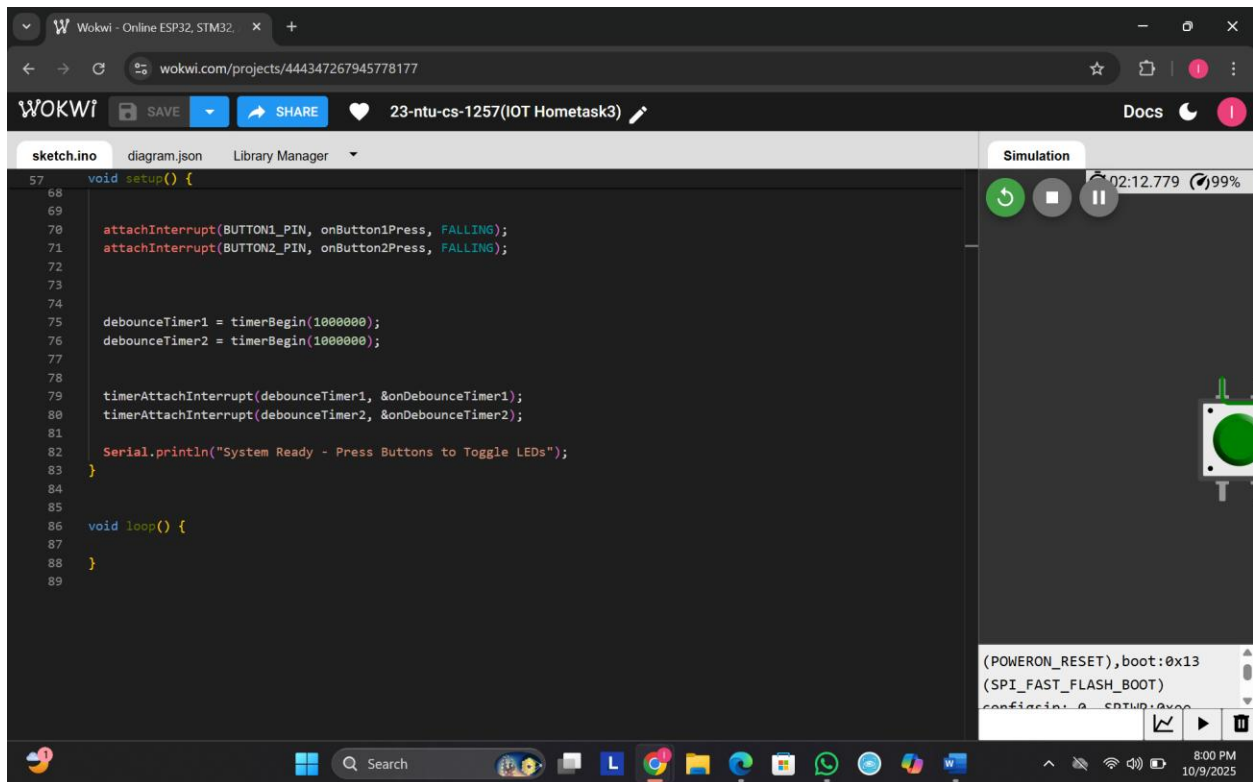 Wokwi - Online ESP32, STM32,
wokwi.com/projects/444347267945778177
WOKWi SAVE SHARE 23-ntu-cs-1257(IOT Hometask3) Docs I
sketch.ino diagram.json Library Manager
57 void setup() {
68
69
70 attachInterrupt(BUTTON1_PIN, onButton1Press, FALLING);
71 attachInterrupt(BUTTON2_PIN, onButton2Press, FALLING);
72
73
74
75 debounceTimer1 = timerBegin(1000000);
76 debounceTimer2 = timerBegin(1000000);
77
78
79 timerAttachInterrupt(debounceTimer1, &onDebounceTimer1);
80 timerAttachInterrupt(debounceTimer2, &onDebounceTimer2);
81
82 Serial.println("System Ready - Press Buttons to Toggle LEDs");
83 }
84
85
86 void loop() {
87
88 }
89
Simulation
02:12.779 99%
(POWERON_RESET),boot:0x13
(SPI_FAST_FLASH_BOOT)
configsip: 0, SPIWP:0xee
1 Search L 8:00 PM
10/9/2025